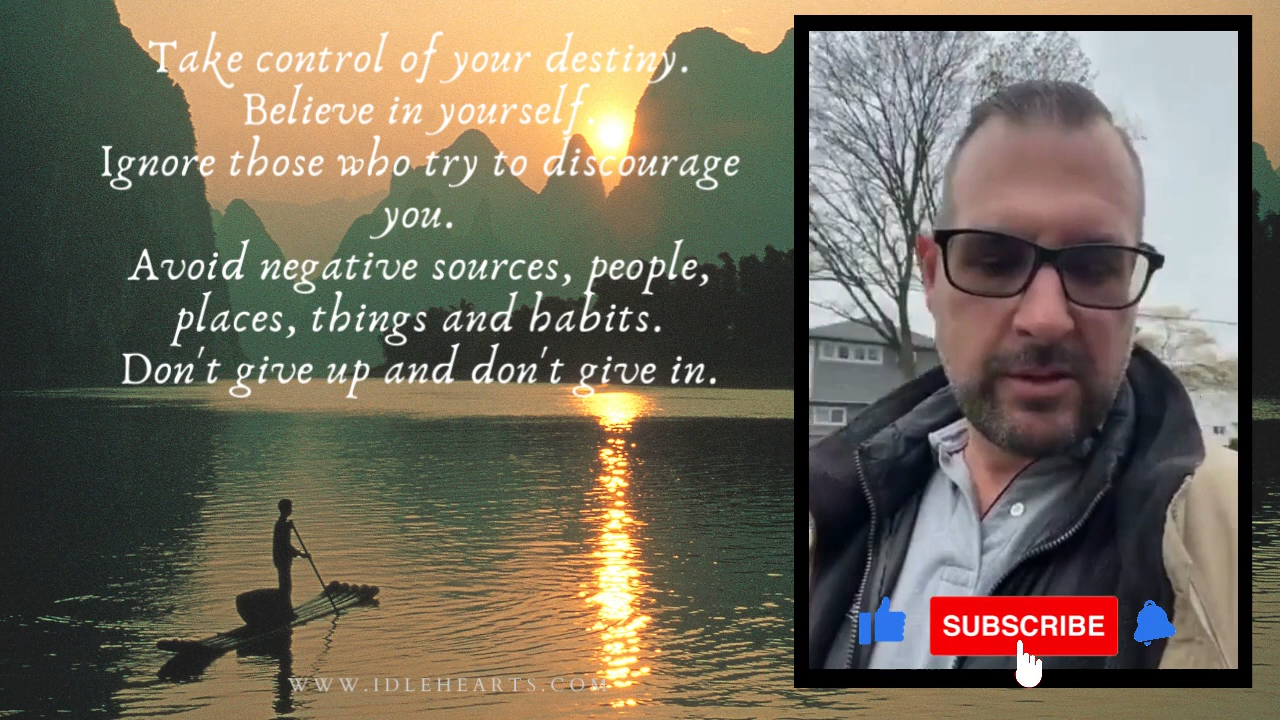 Take control of your destiny.
Believe in yourself.
Ignore those who try to discourage
you.
Avoid negative sources, people,
places, things and habits.
Don't give up and don't give in.
WWW.IDLEHEARTS.COM
SUBSCRIBE